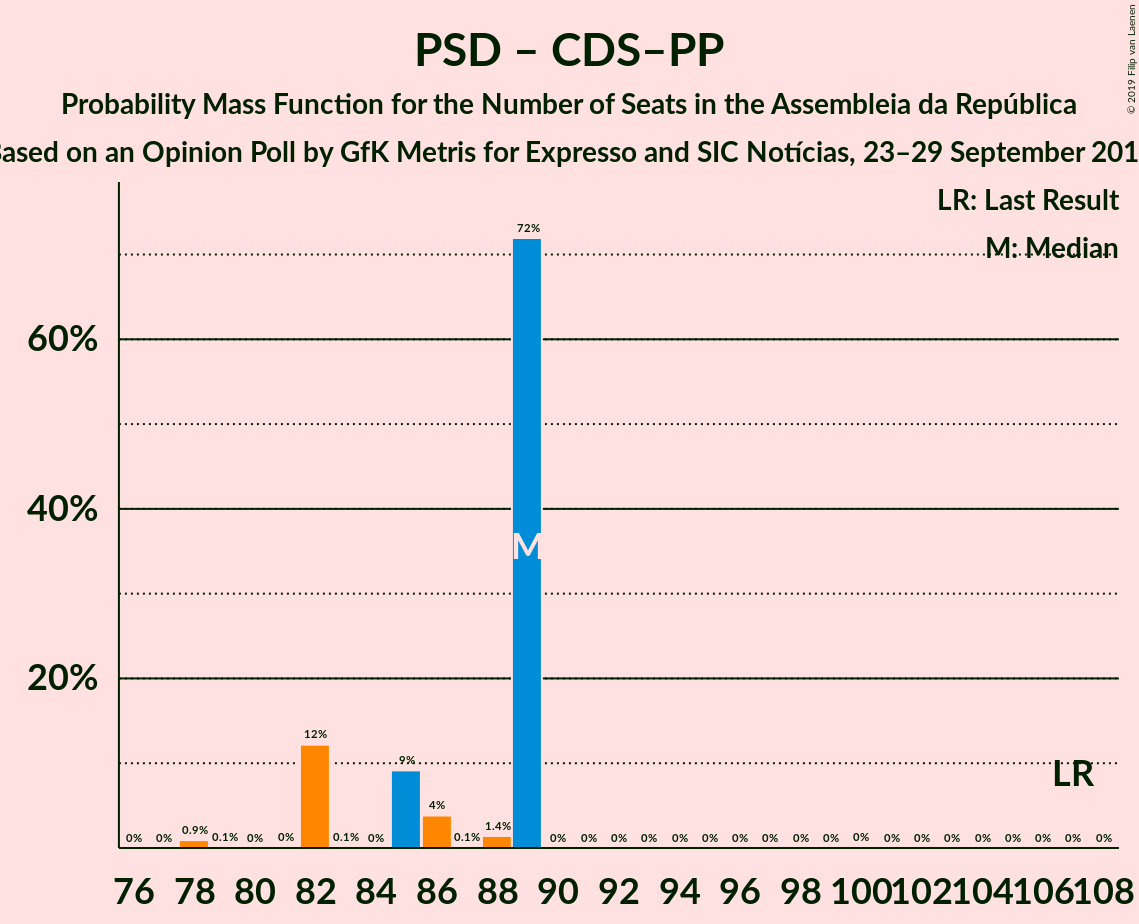 PSD – CDS–PP
Probability Mass Function for the Number of Seats in the Assembleia da República
Based on an Opinion Poll by GfK Metris for Expresso and SIC Notícias, 23–29 September 201
© 2019 Filip van Laenen
LR: Last Result
M: Median
60%
40%
20%
0% 0% 0.9% 0.1% 0% 0% 12% 0.1% 0% 9% 4% 0.1% 1.4% 72% 0% 0% 0% 0% 0% 0% 0% 0% 0% 0% 0% 0% 0% 0% 0% 0% 0% 0% 0%
M
LR
76 78 80 82 84 86 88 90 92 94 96 98 100 102 104 106 108